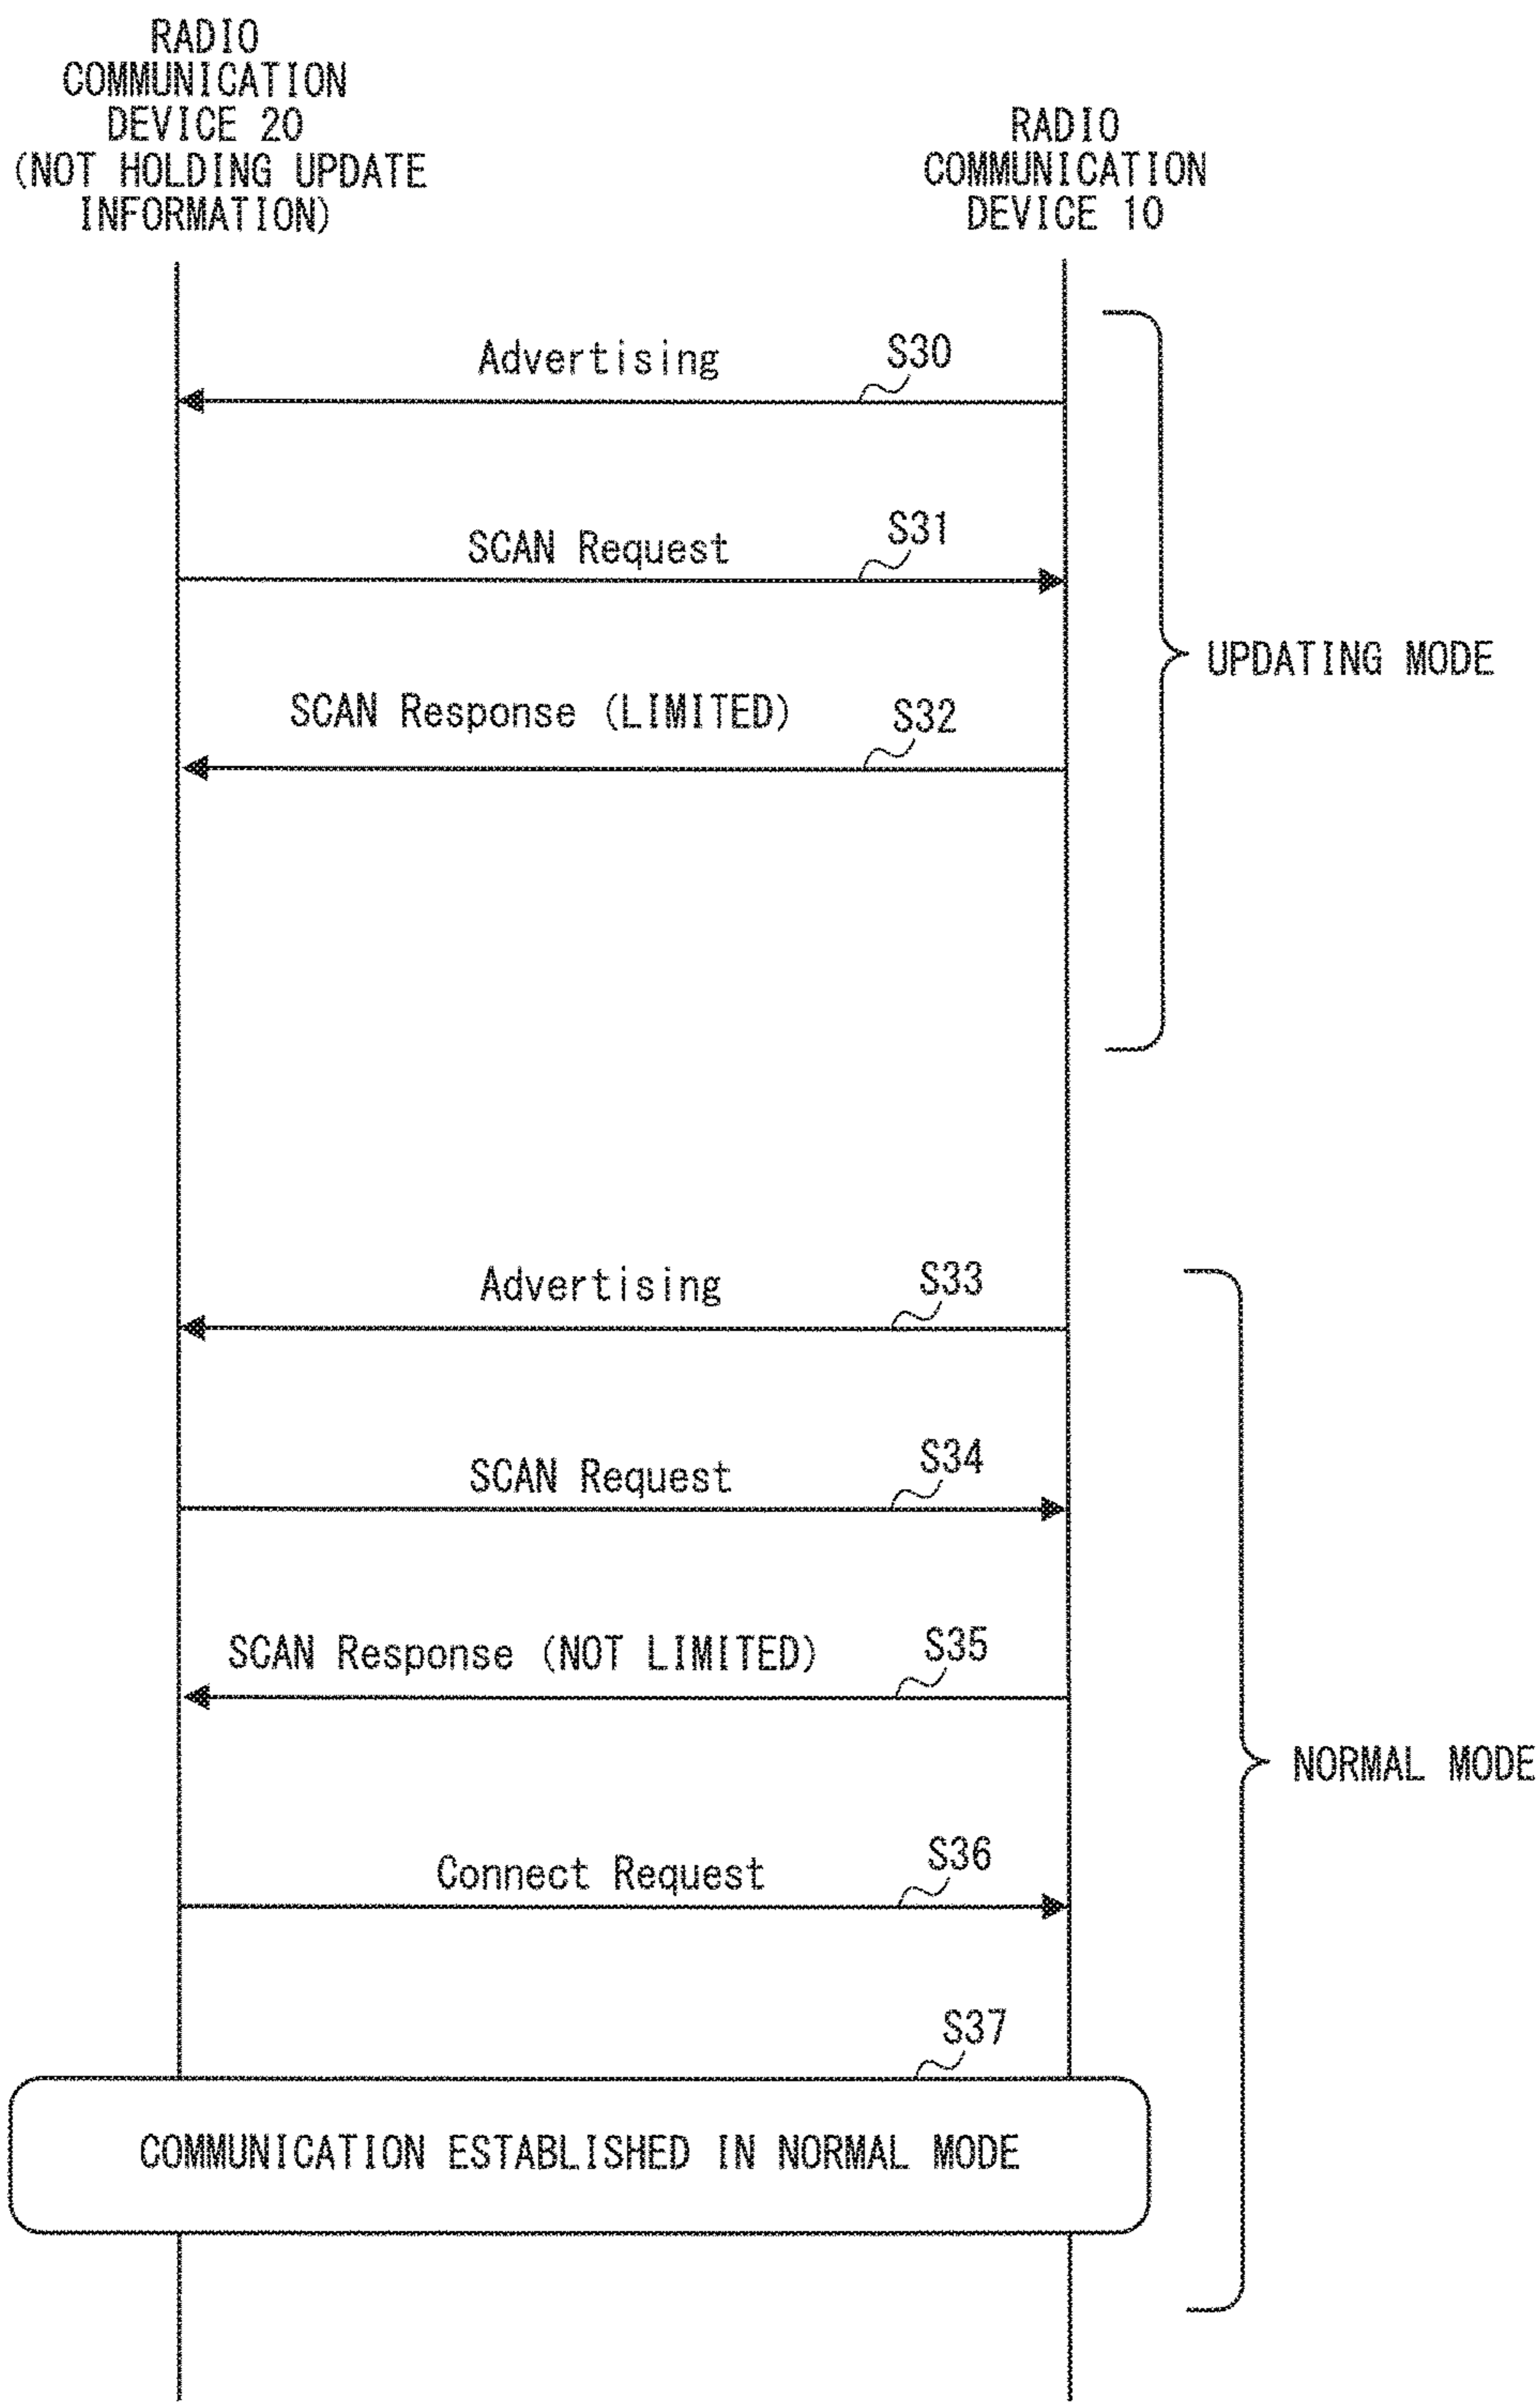 RADIO
COMMUNICATION
DEVICE 20
(NOT HOLDING UPDATE
INFORMATION)
RADIO
COMMUNICATION
DEVICE 10
Advertising
S30
SCAN Request
S31
UPDATING MODE
SCAN Response (LIMITED)
S32
Advertising
S33
SCAN Request
S34
SCAN Response (NOT LIMITED)
S35
NORMAL MODE
Connect Request
S36
S37
COMMUNICATION ESTABLISHED IN NORMAL MODE